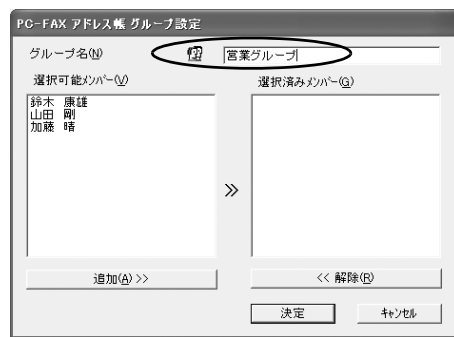 PC-FAX アドレス帳 グループ設定
グループ名(N)
営業グループ
選択可能メンバー(V)
選択済みメンバー(G)
鈴木 康雄
山田 剛
加藤 晴
>>
追加(A) >>
<< 解除(R)
決定
キャンセル